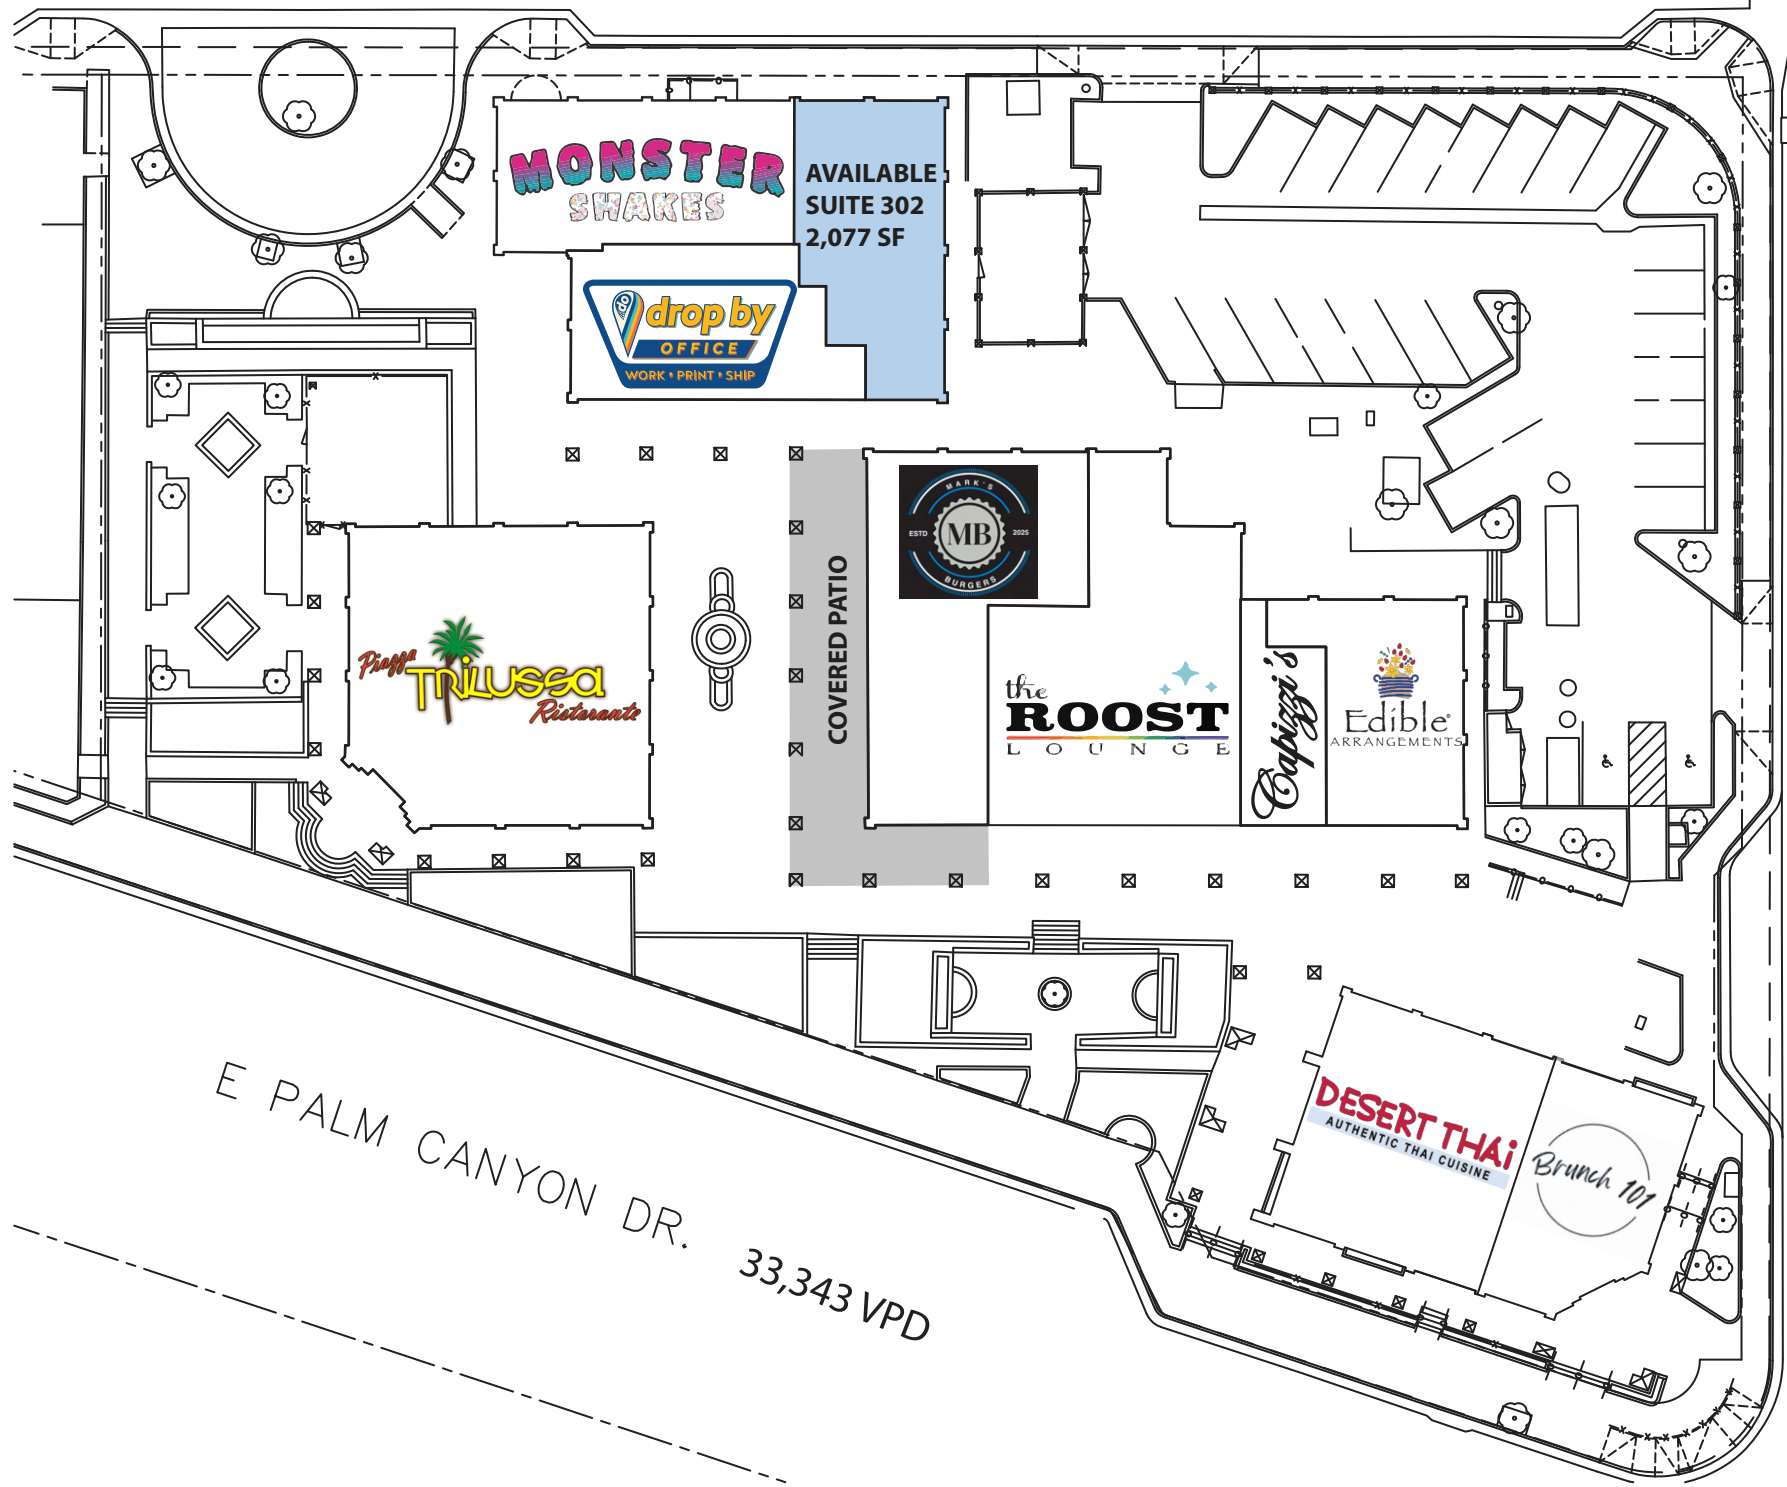 MONSTER
SHAKES
AVAILABLE
SUITE 302
2,077 SF
do
drop by
OFFICE
WORK • PRINT • SHIP
MARK'S
ESTD
MB
2025
BURGERS
COVERED PATIO
Piazza
TRILUSSA
Ristorante
the
ROOST
LOUNGE
Capizzi's
Edible®
ARRANGEMENTS
DESERT THAI
AUTHENTIC THAI CUISINE
Brunch 101
E PALM CANYON DR.
33,343 VPD